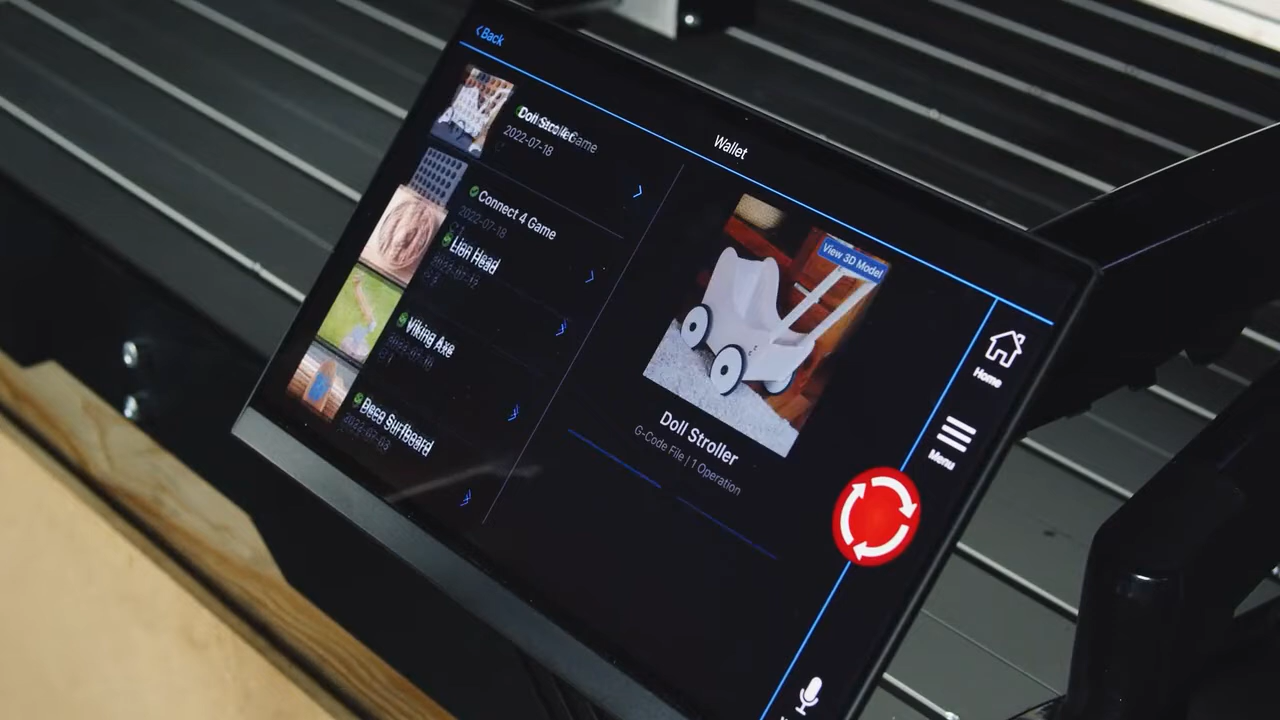 Back
Wallet
Doll Stroller
2022-07-18
Connect 4 Game
2022-07-18
Lion Head
Viking Axe
Deco Surfboard
View 3D Model
Doll Stroller
G-Code File | 1 Operation
Home
Menu